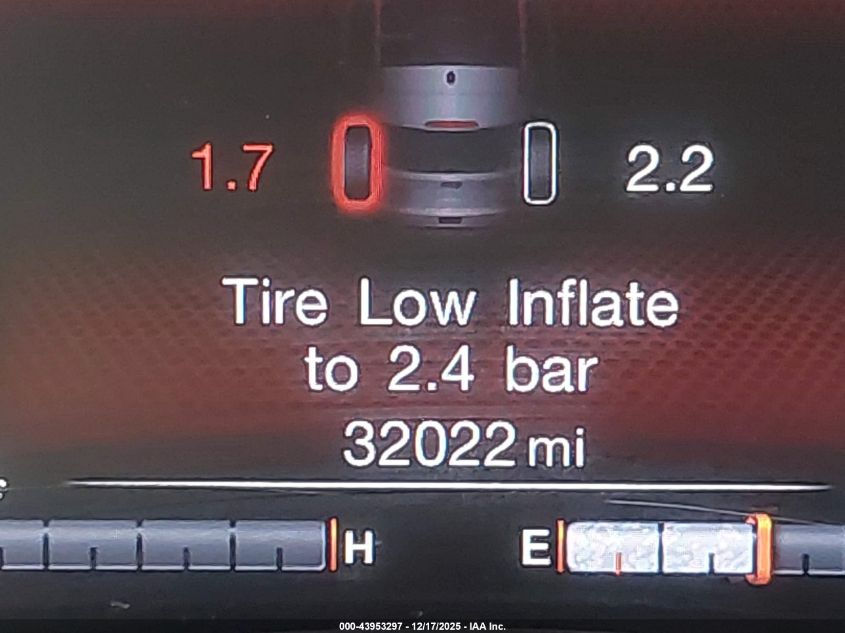 1.7 2.2
Tire Low Inflate
to 2.4 bar
32022 mi
H E
000-43953297 - 12/17/2025 - IAA Inc.